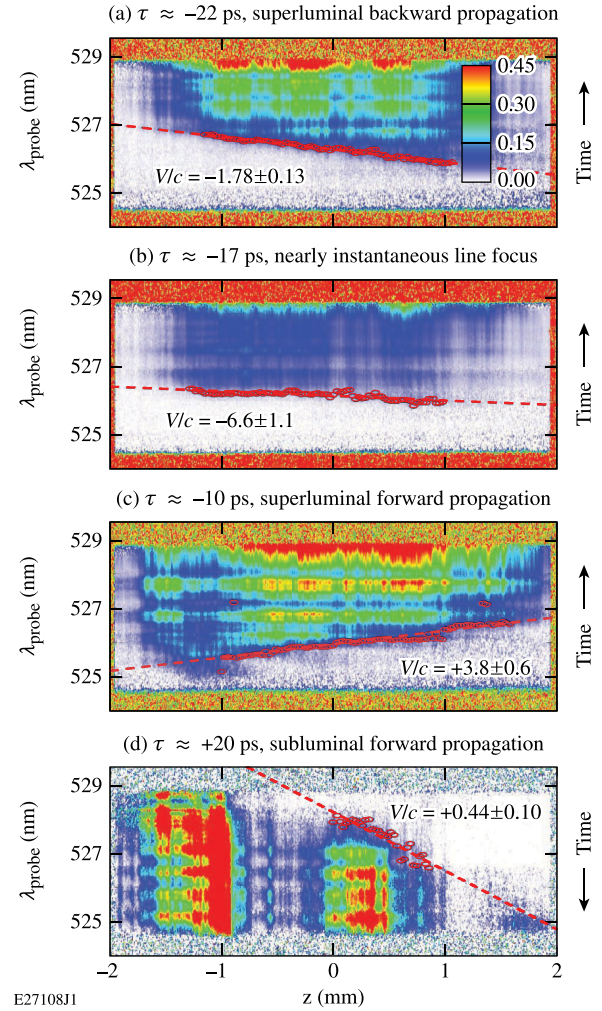 (a) τ ≈ −22 ps, superluminal backward propagation
529
527
525
λprobe (nm)
V/c = −1.78±0.13
0.45
0.30
0.15
0.00
Time
(b) τ ≈ −17 ps, nearly instantaneous line focus
529
527
525
λprobe (nm)
V/c = −6.6±1.1
Time
(c) τ ≈ −10 ps, superluminal forward propagation
529
527
525
λprobe (nm)
V/c = +3.8±0.6
Time
(d) τ ≈ +20 ps, subluminal forward propagation
529
527
525
λprobe (nm)
V/c = +0.44±0.10
Time
−2 −1 0 1 2
z (mm)
E27108J1